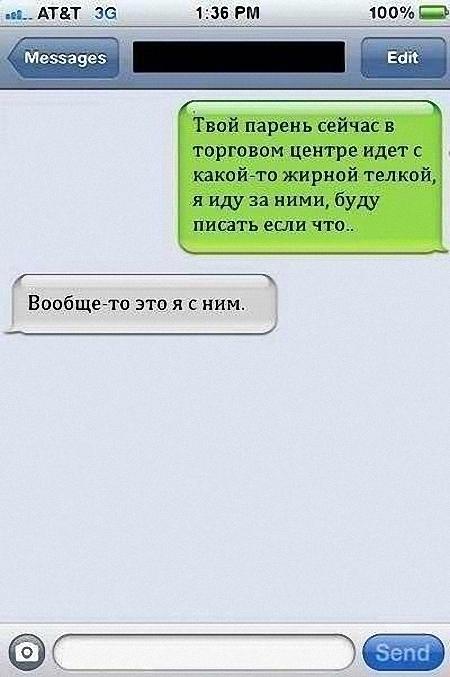 AT&T 3G 1:36 PM 100%
Messages Edit
Твой парень сейчас в
торговом центре идет с
какой-то жирной телкой,
я иду за ними, буду
писать если что..
Вообще-то это я с ним.
Send